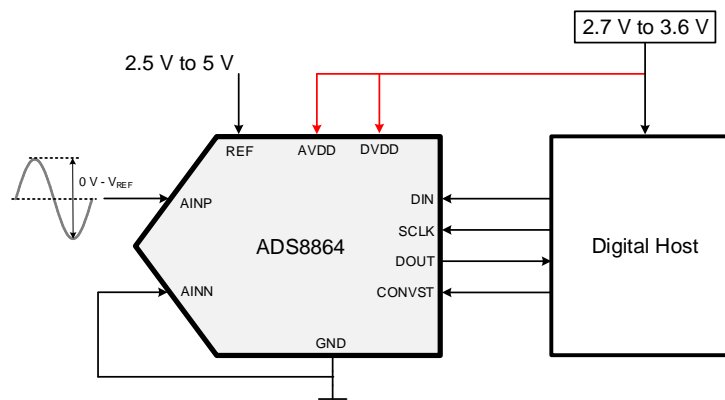 2.7 V to 3.6 V
2.5 V to 5 V
REF
AVDD
DVDD
0 V - VREF
AINP
DIN
SCLK
ADS8864
DOUT
Digital Host
AINN
CONVST
GND